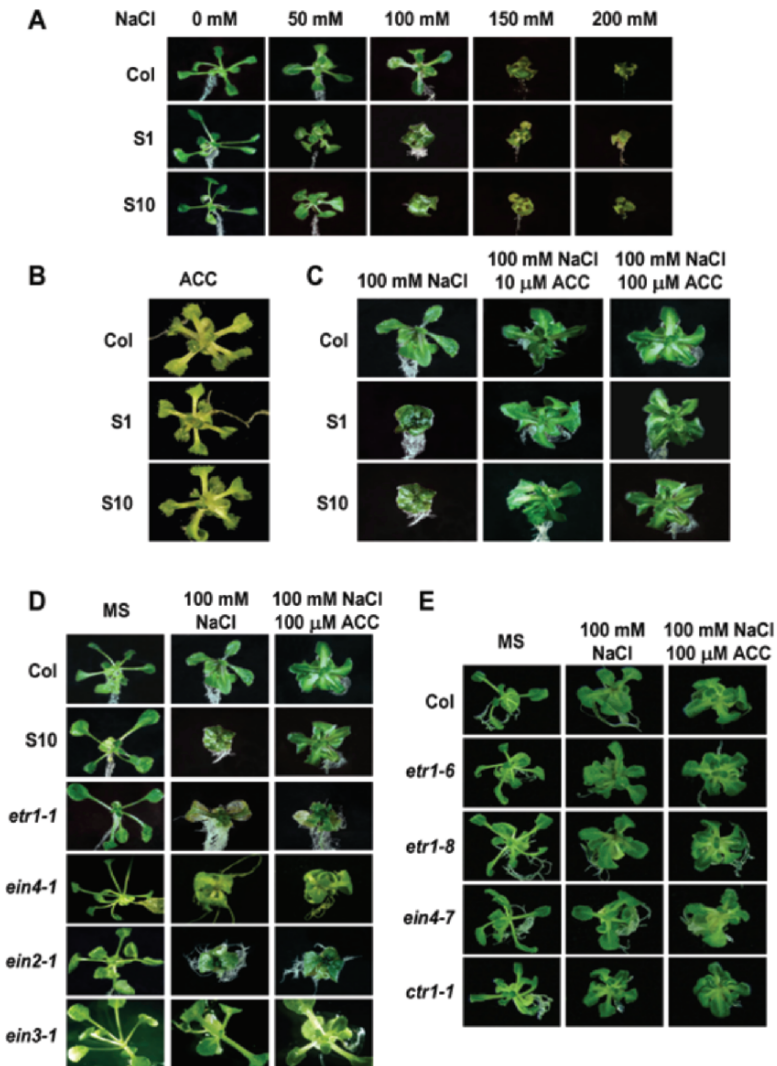 A
NaCl 0 mM 50 mM 100 mM 150 mM 200 mM
Col
S1
S10
B
ACC
Col
S1
S10
C
100 mM NaCl
100 mM NaCl
10 μM ACC
100 mM NaCl
100 μM ACC
Col
S1
S10
D
MS
100 mM
NaCl
100 mM NaCl
100 μM ACC
Col
S10
etr1-1
ein4-1
ein2-1
ein3-1
E
MS
100 mM
NaCl
100 mM NaCl
100 μM ACC
Col
etr1-6
etr1-8
ein4-7
ctr1-1